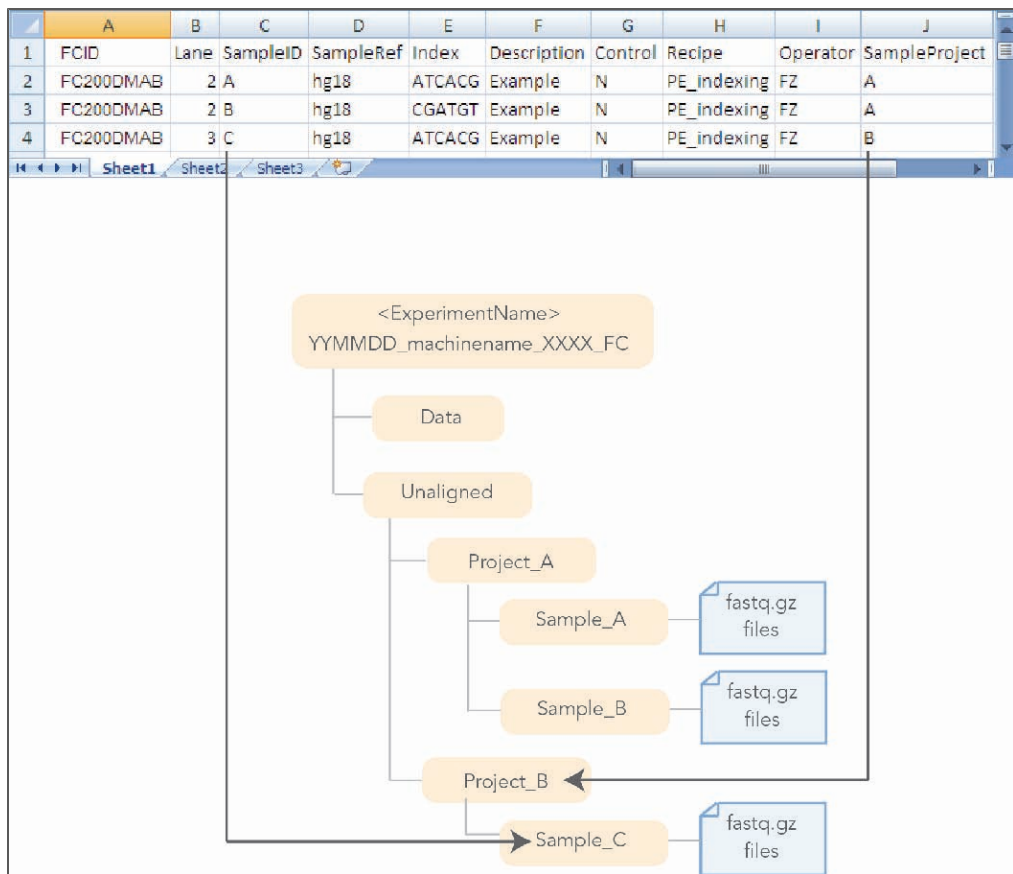 A B C D E F G H I J
1 FCID Lane SampleID SampleRef Index Description Control Recipe Operator SampleProject
2 FC200DMAB 2 A hg18 ATCACG Example N PE_indexing FZ A
3 FC200DMAB 2 B hg18 CGATGT Example N PE_indexing FZ A
4 FC200DMAB 3 C hg18 ATCACG Example N PE_indexing FZ B
Sheet1 Sheet2 Sheet3
<ExperimentName>
YYMMDD_machinename_XXXX_FC
Data
Unaligned
Project_A
Sample_A
fastq.gz
files
Sample_B
fastq.gz
files
Project_B
Sample_C
fastq.gz
files